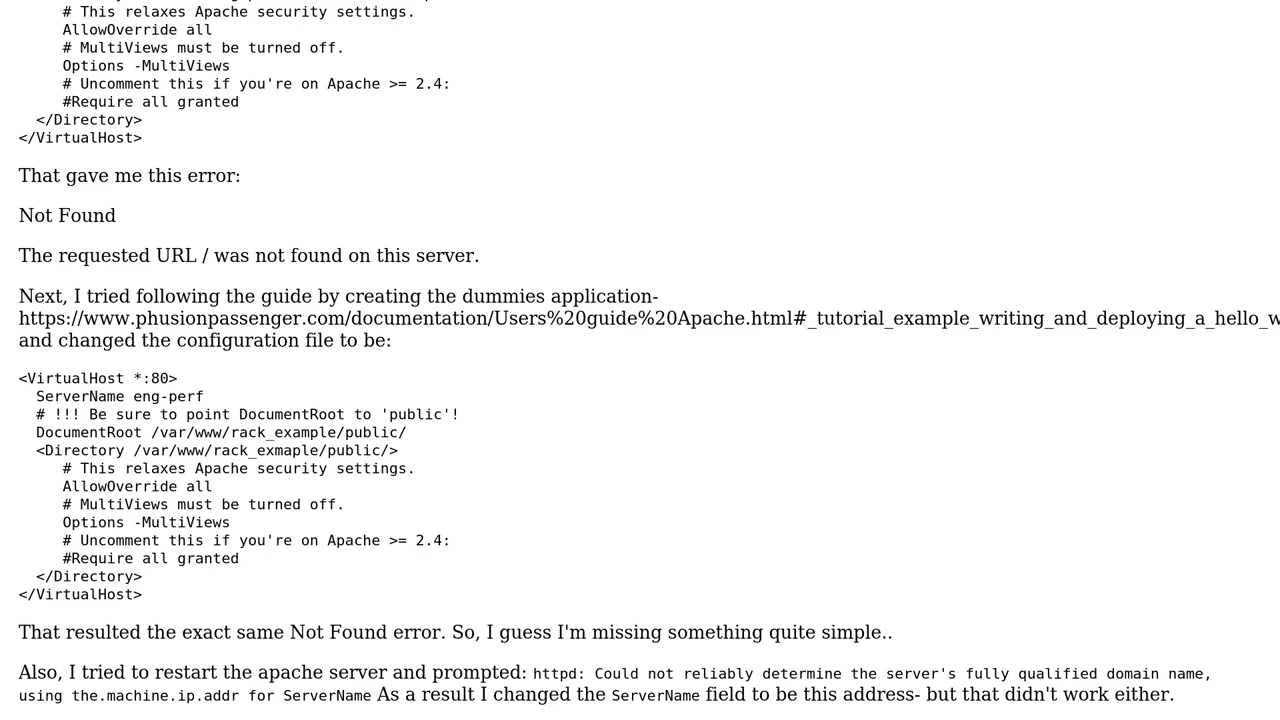 # This relaxes Apache security settings.
AllowOverride all
# MultiViews must be turned off.
Options -MultiViews
# Uncomment this if you're on Apache >= 2.4:
#Require all granted
</Directory>
</VirtualHost>
That gave me this error:
Not Found
The requested URL / was not found on this server.
Next, I tried following the guide by creating the dummies application-
https://www.phusionpassenger.com/documentation/Users%20guide%20Apache.html#_tutorial_example_writing_and_deploying_a_hello_w
and changed the configuration file to be:
<VirtualHost *:80>
ServerName eng-perf
# !!! Be sure to point DocumentRoot to 'public'!
DocumentRoot /var/www/rack_example/public/
<Directory /var/www/rack_exmaple/public/>
# This relaxes Apache security settings.
AllowOverride all
# MultiViews must be turned off.
Options -MultiViews
# Uncomment this if you're on Apache >= 2.4:
#Require all granted
</Directory>
</VirtualHost>
That resulted the exact same Not Found error. So, I guess I'm missing something quite simple..
Also, I tried to restart the apache server and prompted: httpd: Could not reliably determine the server's fully qualified domain name,
using the.machine.ip.addr for ServerName As a result I changed the ServerName field to be this address- but that didn't work either.